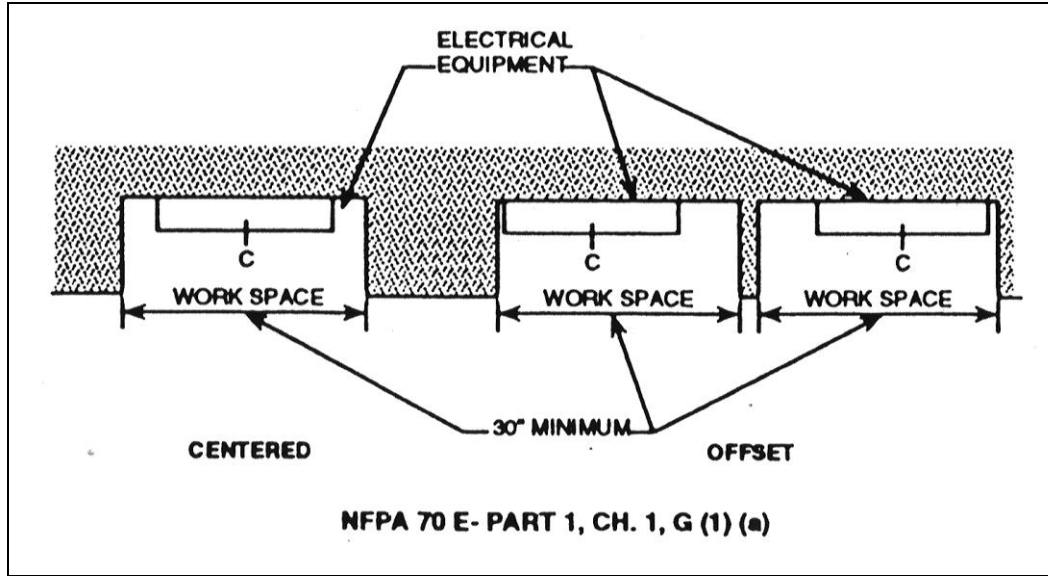 ELECTRICAL
EQUIPMENT
C
C
C
WORK SPACE
WORK SPACE
WORK SPACE
30" MINIMUM
CENTERED
OFFSET
NFPA 70 E- PART 1, CH. 1, G (1) (a)